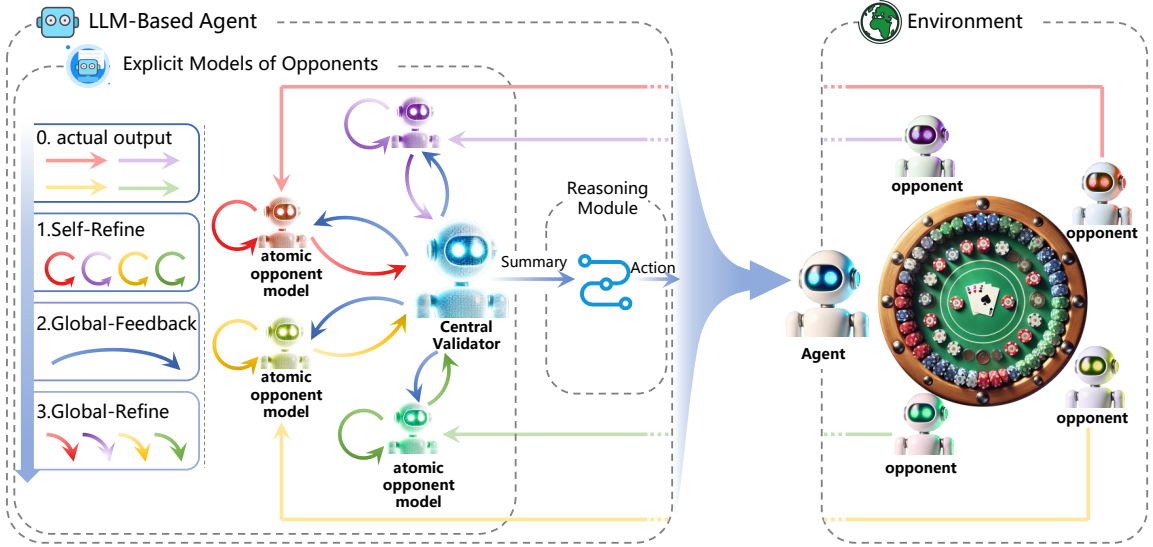 LLM-Based Agent
Environment
Explicit Models of Opponents
0. actual output
1.Self-Refine
2.Global-Feedback
3.Global-Refine
atomic
opponent
model
atomic
opponent
model
atomic
opponent
model
Central
Validator
Summary
Reasoning
Module
Action
Agent
opponent
opponent
opponent
opponent